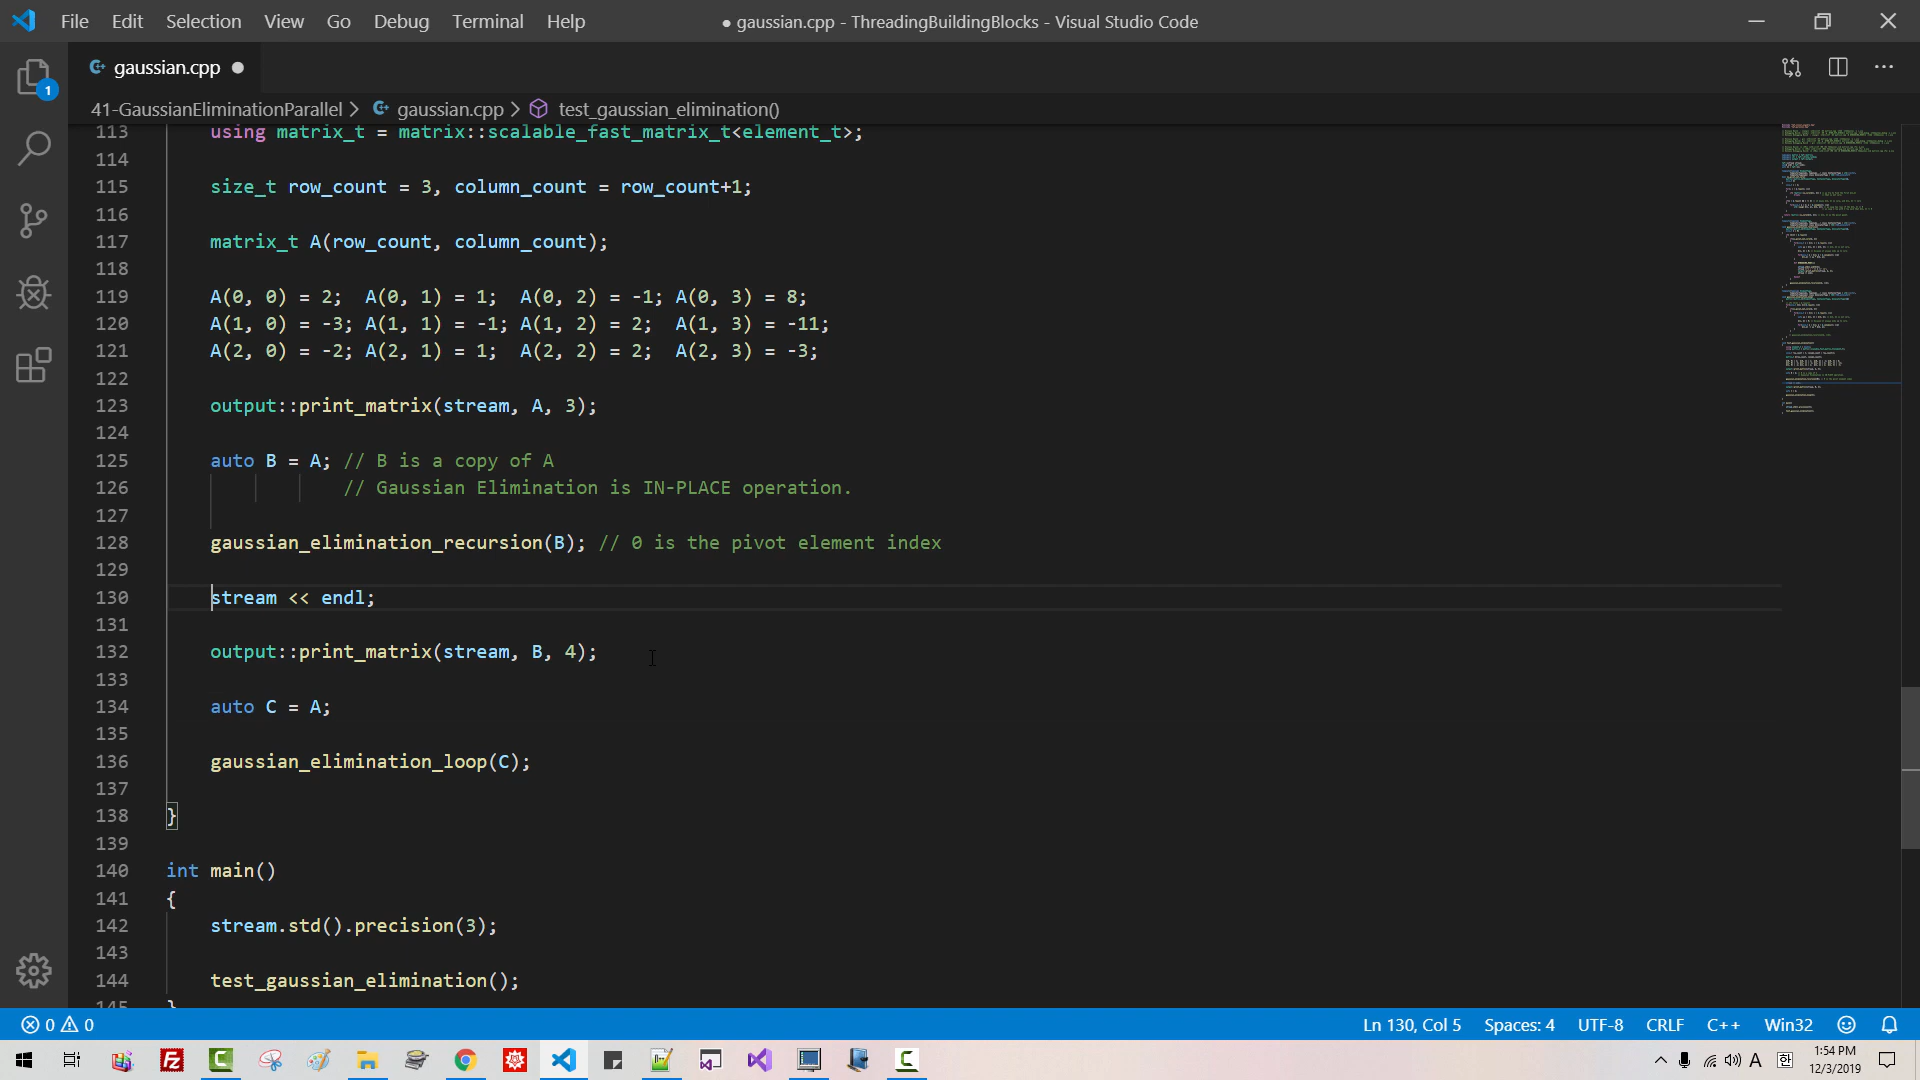 File Edit Selection View Go Debug Terminal Help ● gaussian.cpp - ThreadingBuildingBlocks - Visual Studio Code
gaussian.cpp
1
41-GaussianEliminationParallel > gaussian.cpp > test_gaussian_elimination()
113 using matrix_t = matrix::scalable_fast_matrix_t<element_t>;
114
115 size_t row_count = 3, column_count = row_count+1;
116
117 matrix_t A(row_count, column_count);
118
119 A(0, 0) = 2; A(0, 1) = 1; A(0, 2) = -1; A(0, 3) = 8;
120 A(1, 0) = -3; A(1, 1) = -1; A(1, 2) = 2; A(1, 3) = -11;
121 A(2, 0) = -2; A(2, 1) = 1; A(2, 2) = 2; A(2, 3) = -3;
122
123 output::print_matrix(stream, A, 3);
124
125 auto B = A; // B is a copy of A
126 // Gaussian Elimination is IN-PLACE operation.
127
128 gaussian_elimination_recursion(B); // 0 is the pivot element index
129
130 stream << endl;
131
132 output::print_matrix(stream, B, 4);
133
134 auto C = A;
135
136 gaussian_elimination_loop(C);
137
138 }
139
140 int main()
141 {
142 stream.std().precision(3);
143
144 test_gaussian_elimination();
145 }
0 0 Ln 130, Col 5 Spaces: 4 UTF-8 CRLF C++ Win32
A 한 1:54 PM
12/3/2019